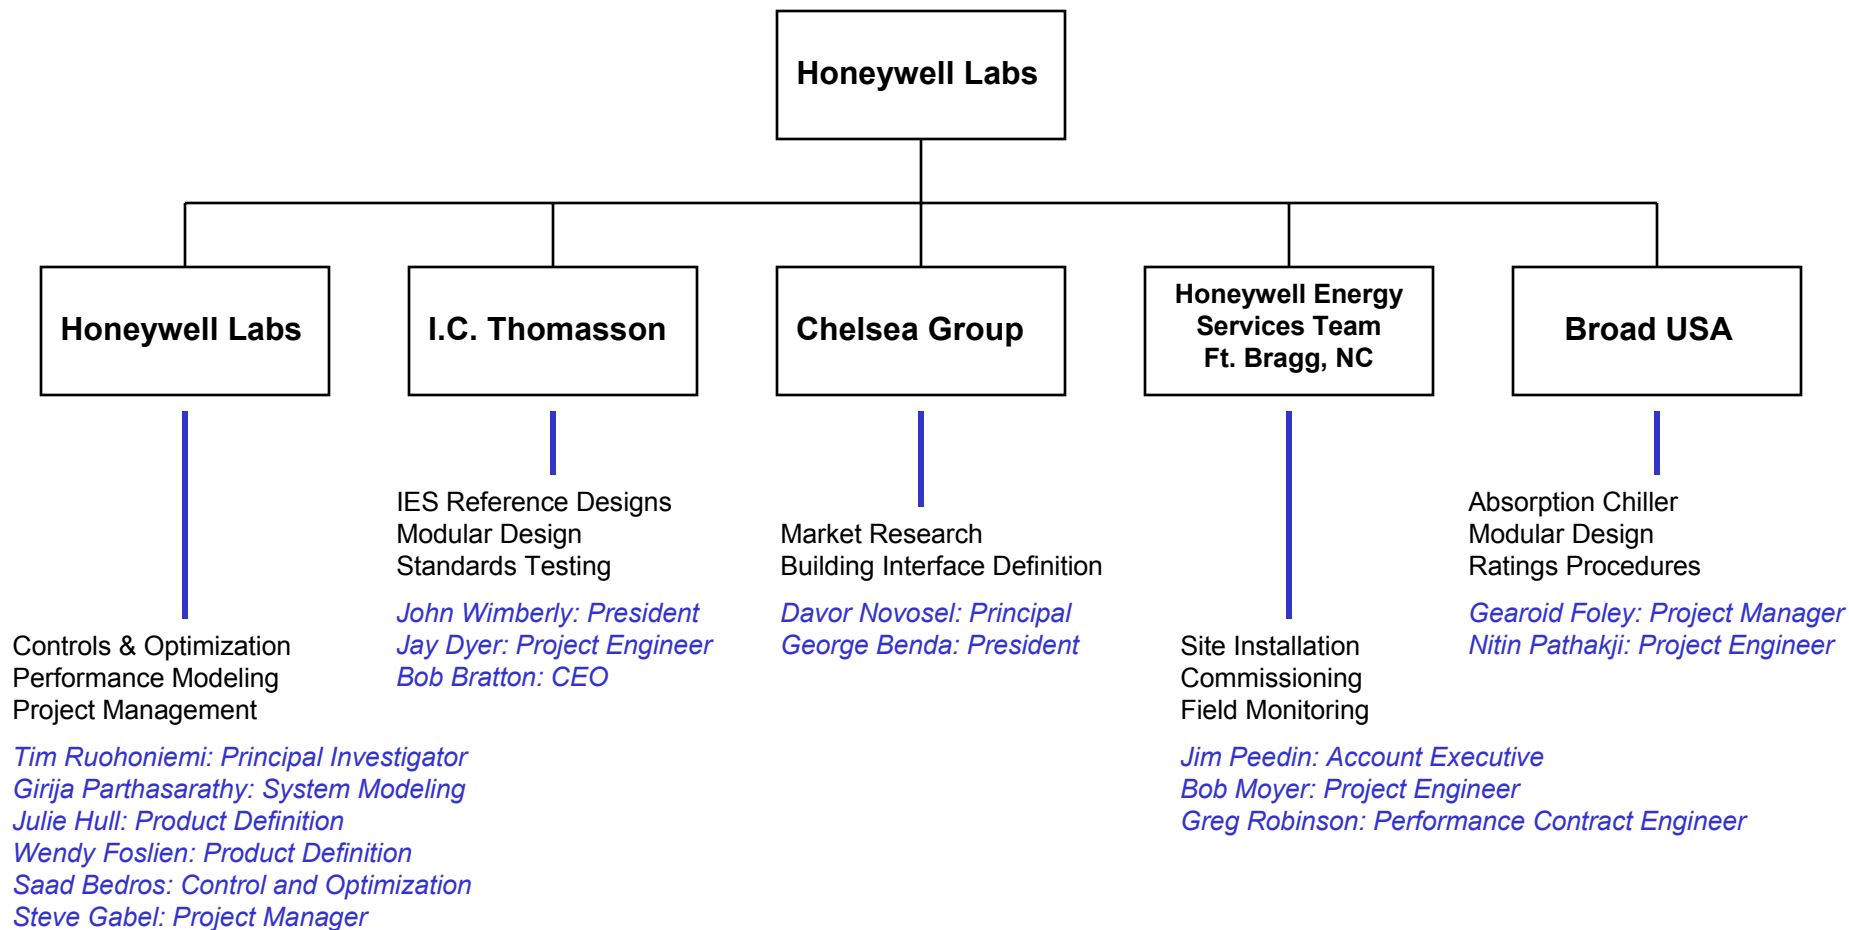 Honeywell Labs
Honeywell Labs
I.C. Thomasson
Chelsea Group
Honeywell Energy
Services Team
Ft. Bragg, NC
Broad USA
Controls & Optimization
Performance Modeling
Project Management
Tim Ruohoniemi: Principal Investigator
Girija Parthasarathy: System Modeling
Julie Hull: Product Definition
Wendy Foslien: Product Definition
Saad Bedros: Control and Optimization
Steve Gabel: Project Manager
IES Reference Designs
Modular Design
Standards Testing
John Wimberly: President
Jay Dyer: Project Engineer
Bob Bratton: CEO
Market Research
Building Interface Definition
Davor Novosel: Principal
George Benda: President
Site Installation
Commissioning
Field Monitoring
Jim Peedin: Account Executive
Bob Moyer: Project Engineer
Greg Robinson: Performance Contract Engineer
Absorption Chiller
Modular Design
Ratings Procedures
Gearoid Foley: Project Manager
Nitin Pathakji: Project Engineer